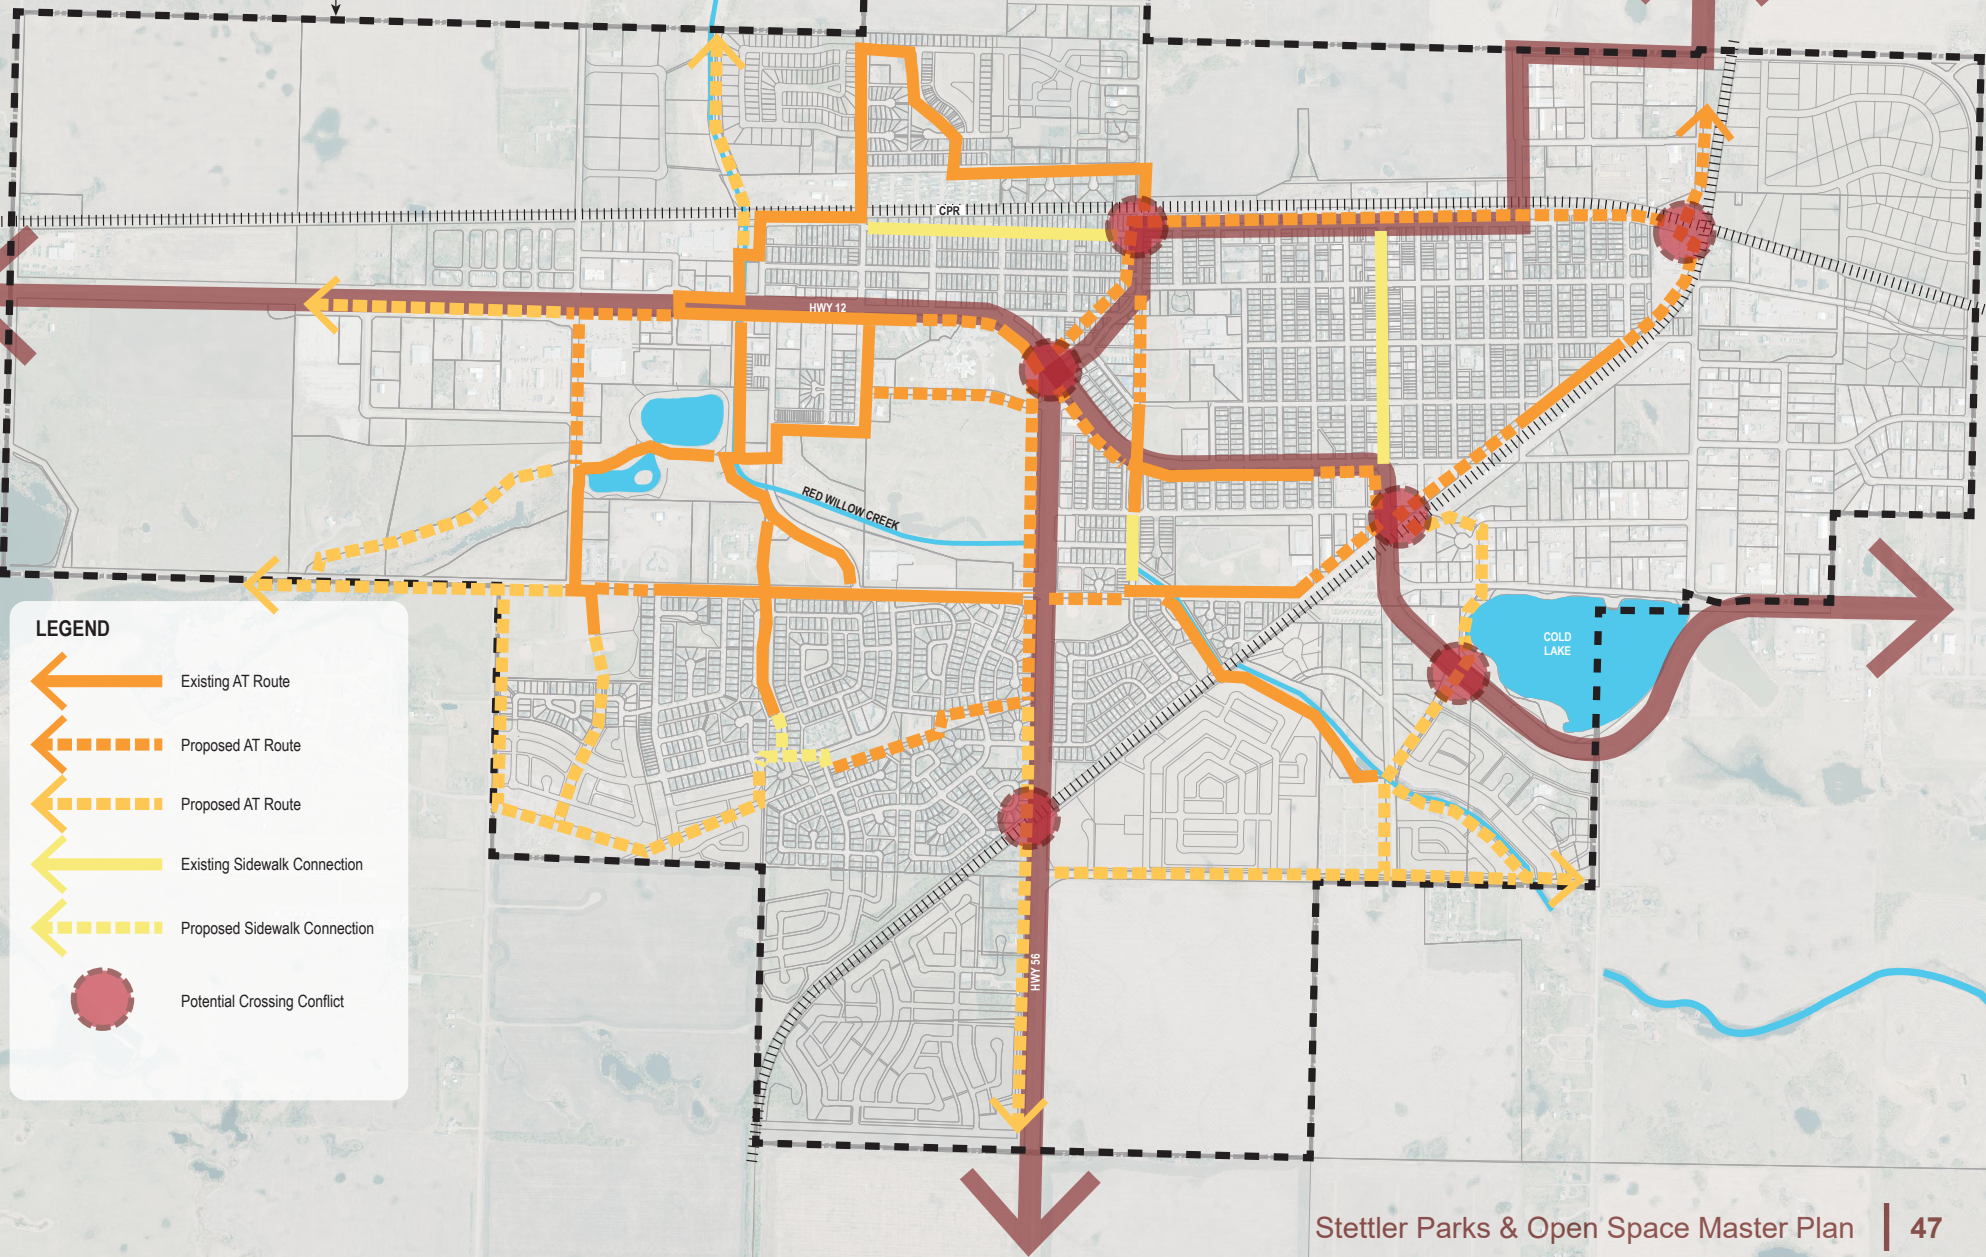 CPR
HWY 12
RED WILLOW CREEK
COLD
LAKE
HWY 56
LEGEND
Existing AT Route
Proposed AT Route
Proposed AT Route
Existing Sidewalk Connection
Proposed Sidewalk Connection
Potential Crossing Conflict
Stettler Parks & Open Space Master Plan | 47